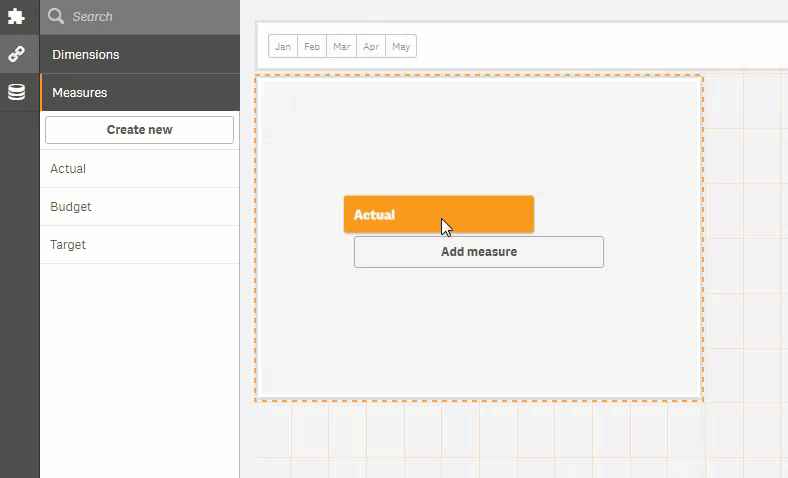 Search
Dimensions
Measures
Create new
Actual
Budget
Target
Jan Feb Mar Apr May
Actual
Add measure